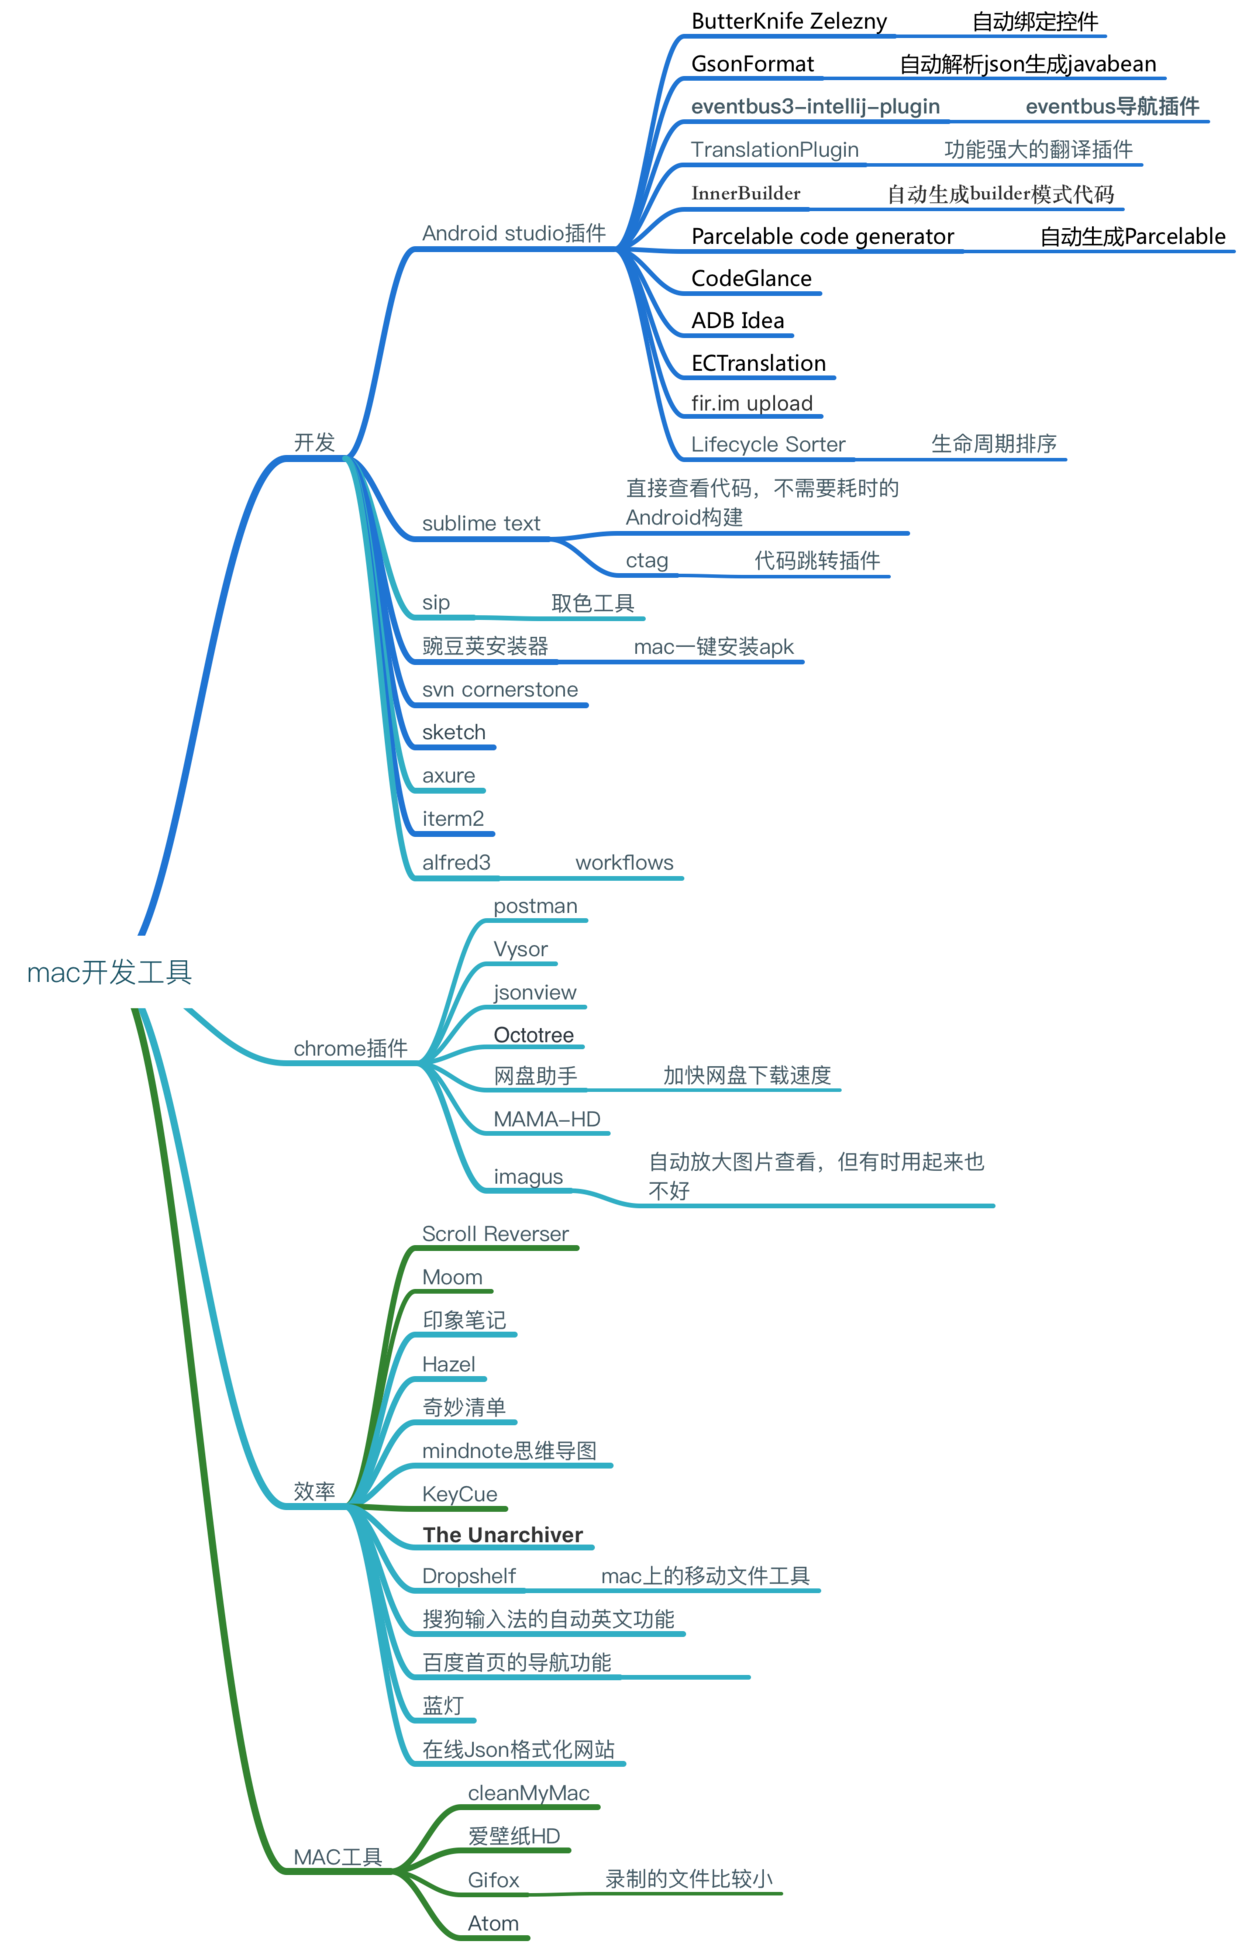 ButterKnife Zelezny 自动绑定控件
GsonFormat 自动解析json生成javabean
eventbus3-intellij-plugin eventbus导航插件
TranslationPlugin 功能强大的翻译插件
InnerBuilder 自动生成builder模式代码
Android studio插件
Parcelable code generator 自动生成Parcelable
CodeGlance
ADB Idea
ECTranslation
fir.im upload
开发
Lifecycle Sorter 生命周期排序
直接查看代码，不需要耗时的
Android构建
sublime text
ctag 代码跳转插件
sip 取色工具
豌豆荚安装器 mac一键安装apk
svn cornerstone
sketch
axure
iterm2
alfred3 workflows
mac开发工具
postman
Vysor
jsonview
Octotree
chrome插件
网盘助手 加快网盘下载速度
MAMA-HD
imagus
自动放大图片查看，但有时用起来也
不好
Scroll Reverser
Moom
印象笔记
Hazel
奇妙清单
mindnote思维导图
效率
KeyCue
The Unarchiver
Dropshelf mac上的移动文件工具
搜狗输入法的自动英文功能
百度首页的导航功能
蓝灯
在线Json格式化网站
cleanMyMac
爱壁纸HD
MAC工具
Gifox 录制的文件比较小
Atom